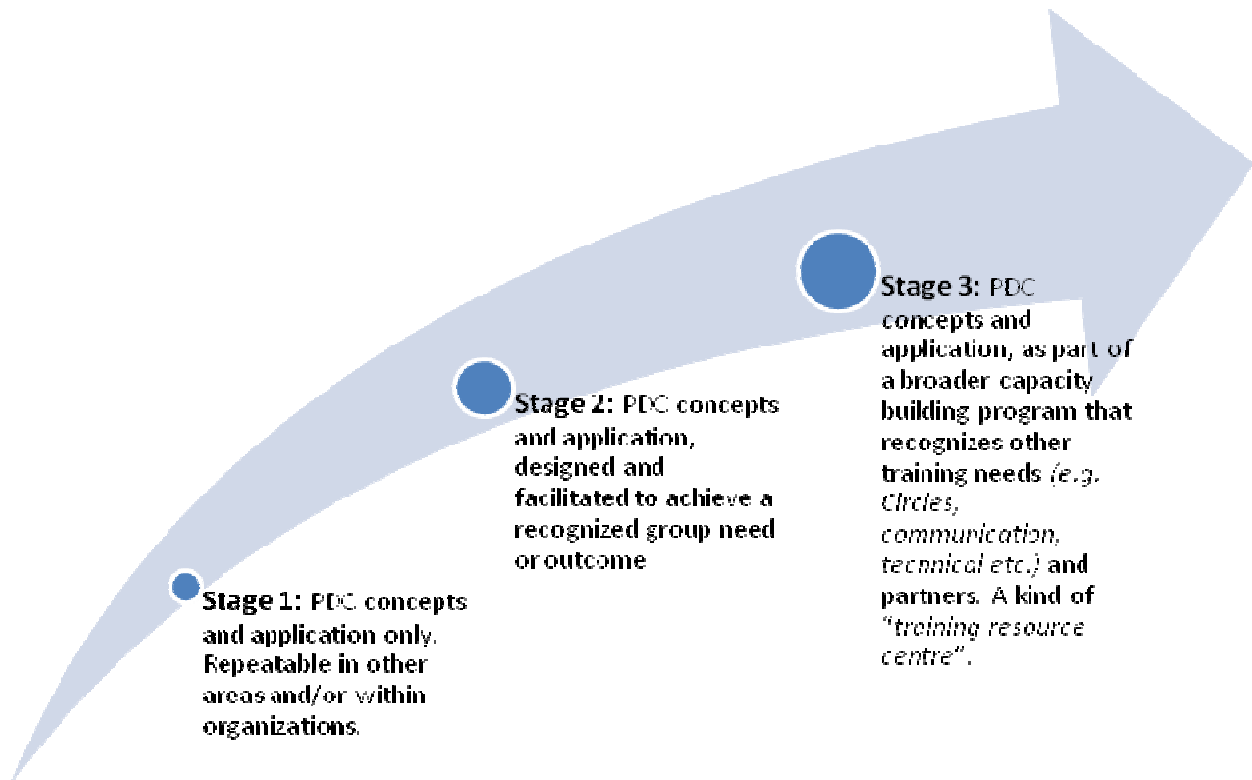 Stage 1: PDC concepts
and application only.
Repeatable in other
areas and/or within
organizations.
Stage 2: PDC concepts
and application,
designed and
facilitated to achieve a
recognized group need
or outcome
Stage 3: PDC
concepts and
application, as part of
a broader capacity
building program that
recognizes other
training needs (e.g.
Circles,
communication,
technical etc.) and
partners. A kind of
"training resource
centre".